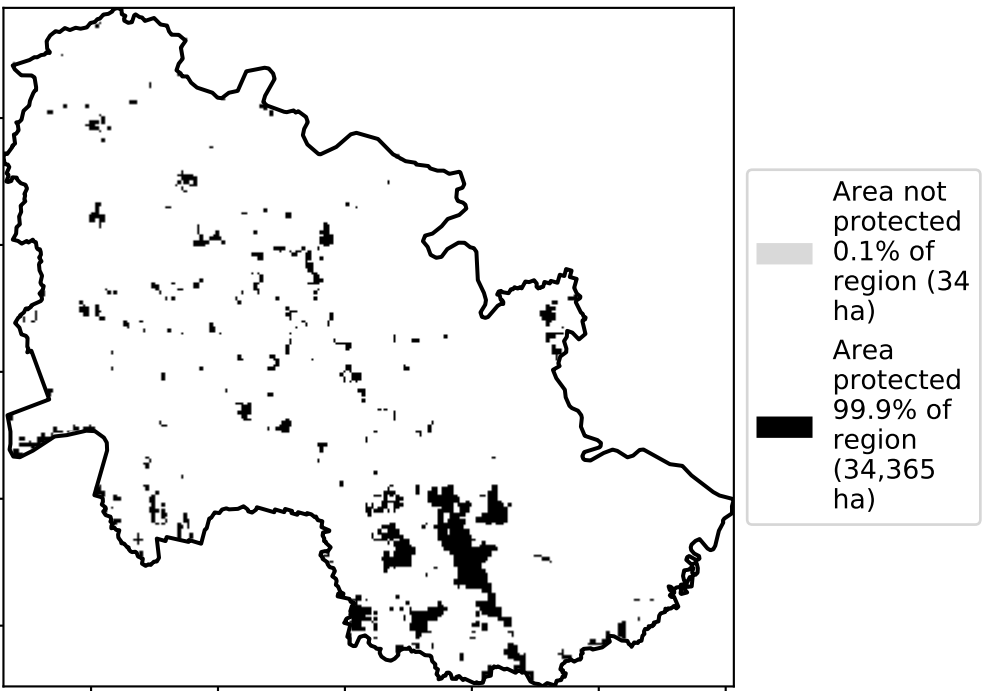 Area not
protected
0.1% of
region (34
ha)
Area
protected
99.9% of
region
(34,365
ha)